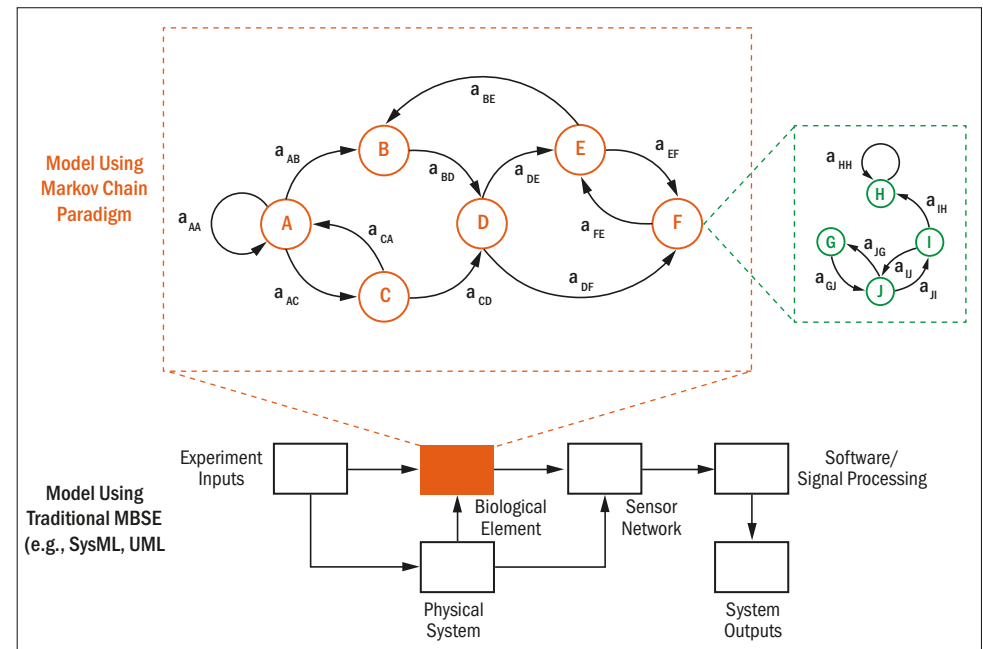 Model Using
Markov Chain
Paradigm
a BE
a AB
B
E
a EF
a BD
a DE
a AA
A
a CA
D
a FE
F
a AC
C
a CD
a DF
a HH
H
a IH
G
a JG
I
a IJ
a GJ
J
a JI
Experiment
Inputs
Biological
Element
Sensor
Network
Software/
Signal Processing
Model Using
Traditional MBSE
(e.g., SysML, UML
Physical
System
System
Outputs